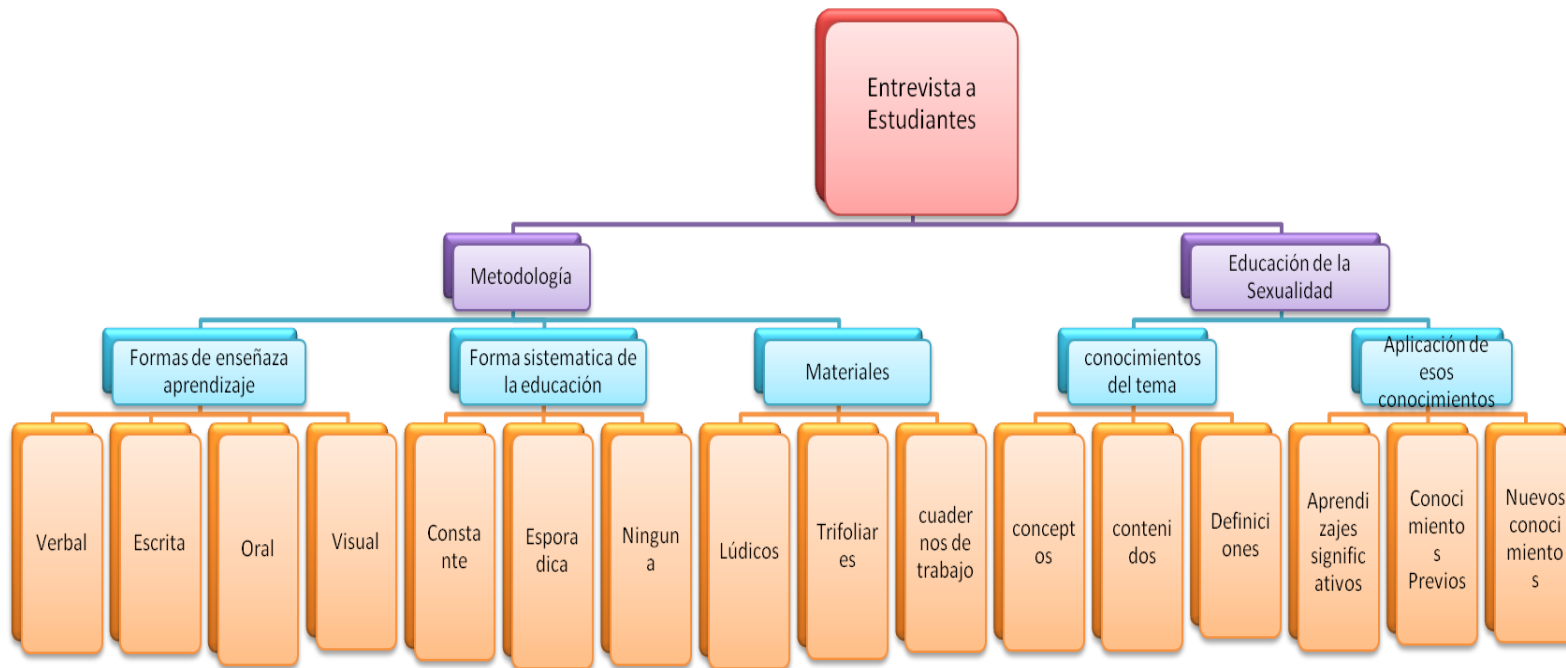 Entrevista a
Estudiantes
Metodología
Educación de la
Sexualidad
Formas de enseñaza
aprendizaje
Forma sistematica de
la educación
Materiales
conocimientos
del tema
Aplicación de
esos
conocimientos
Verbal
Escrita
Oral
Visual
Consta
nte
Espora
dica
Ningun
a
Lúdicos
Trifoliar
es
cuader
nos de
trabajo
concept
os
conteni
dos
Definici
ones
Aprendi
zajes
signific
ativos
Conoci
miento
s
Previos
Nuevos
conoci
miento
s